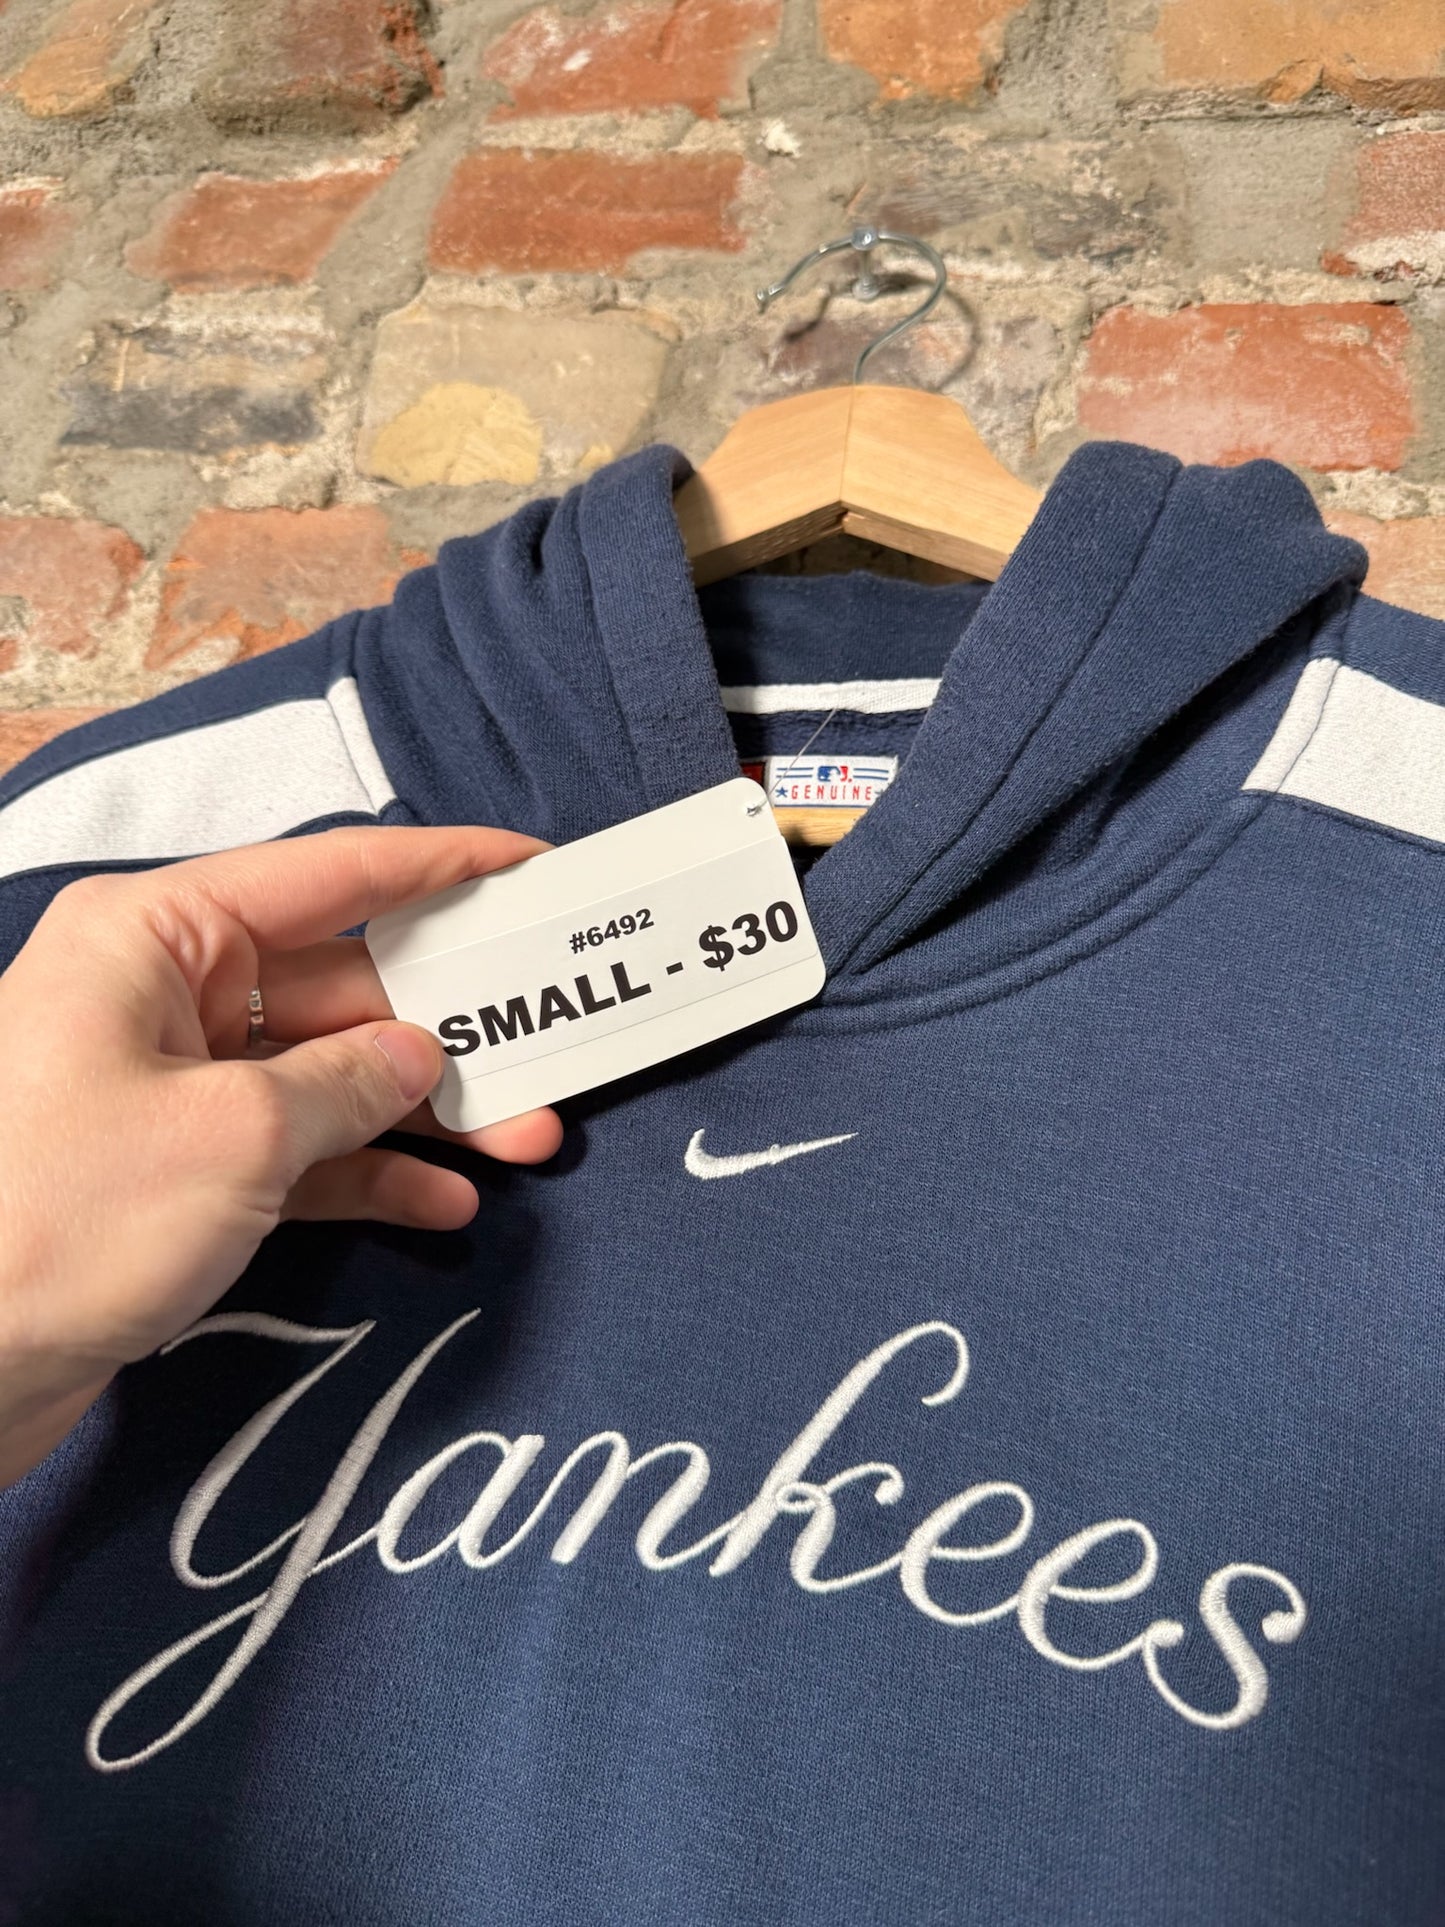 GENUINE
#6492
SMALL - $30
Yankees